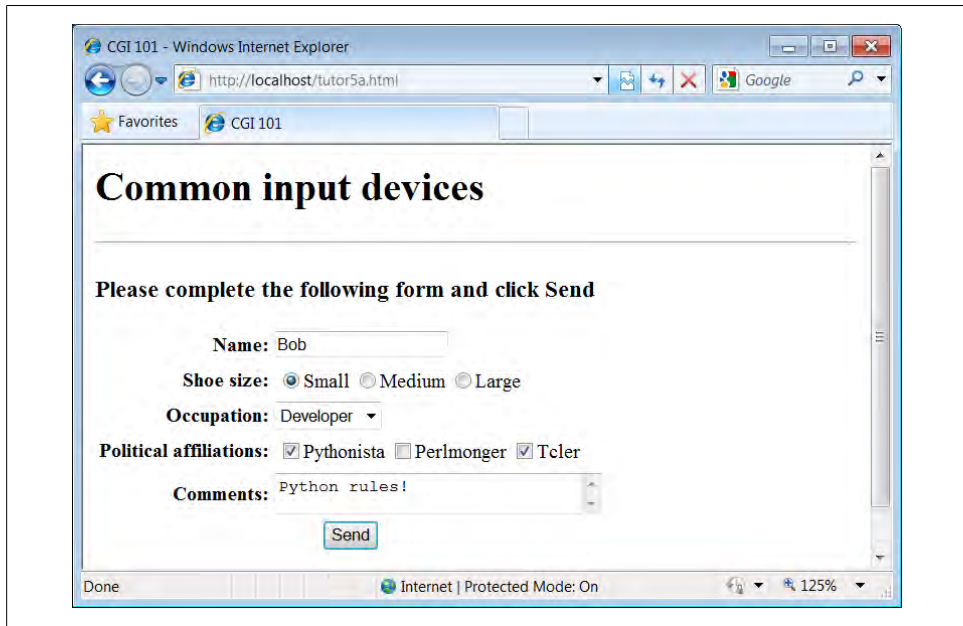 CGI 101 - Windows Internet Explorer
http://localhost/tutor5a.html
Google
Favorites
CGI 101
Common input devices
Please complete the following form and click Send
Name: Bob
Shoe size: Small Medium Large
Occupation: Developer
Political affiliations: Pythonista Perlmonger Tcler
Comments: Python rules!
Send
Done
Internet | Protected Mode: On
125%